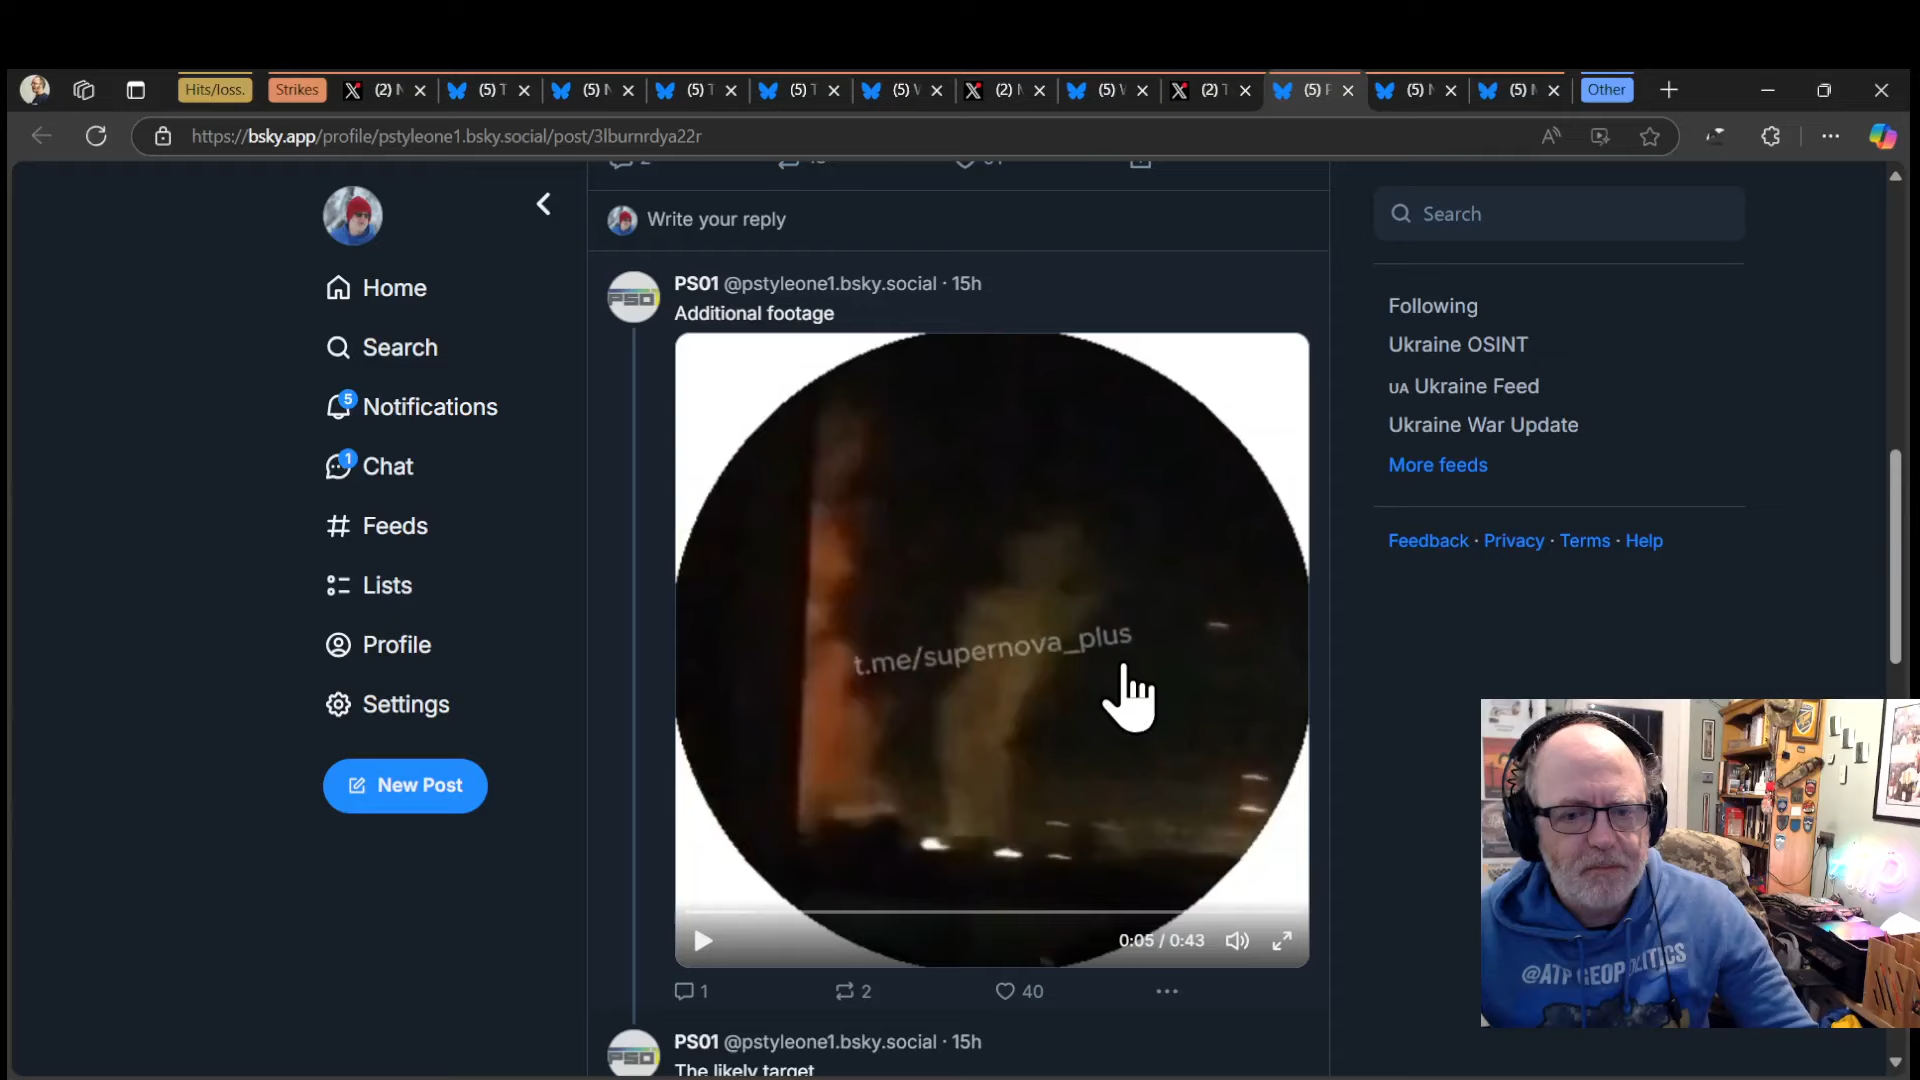 Hits/loss.
Strikes
(2) N
(5) T
(5) N
(5) T
(5) T
(5) V
(2) N
(5) V
(2) T
(5) F
(5) N
(5) N
Other
https://bsky.app/profile/pstyleone1.bsky.social/post/3lburnrdya22r
Write your reply
Search
Home
Search
5
Notifications
1
Chat
Feeds
Lists
Profile
Settings
New Post
PS01 @pstyleone1.bsky.social · 15h
Additional footage
t.me/supernova_plus
0:05 / 0:43
1
2
40
PS01 @pstyleone1.bsky.social · 15h
The likely target
Following
Ukraine OSINT
UA Ukraine Feed
Ukraine War Update
More feeds
Feedback · Privacy · Terms · Help
PSO
PSO
@ATP GEOPOLITICS